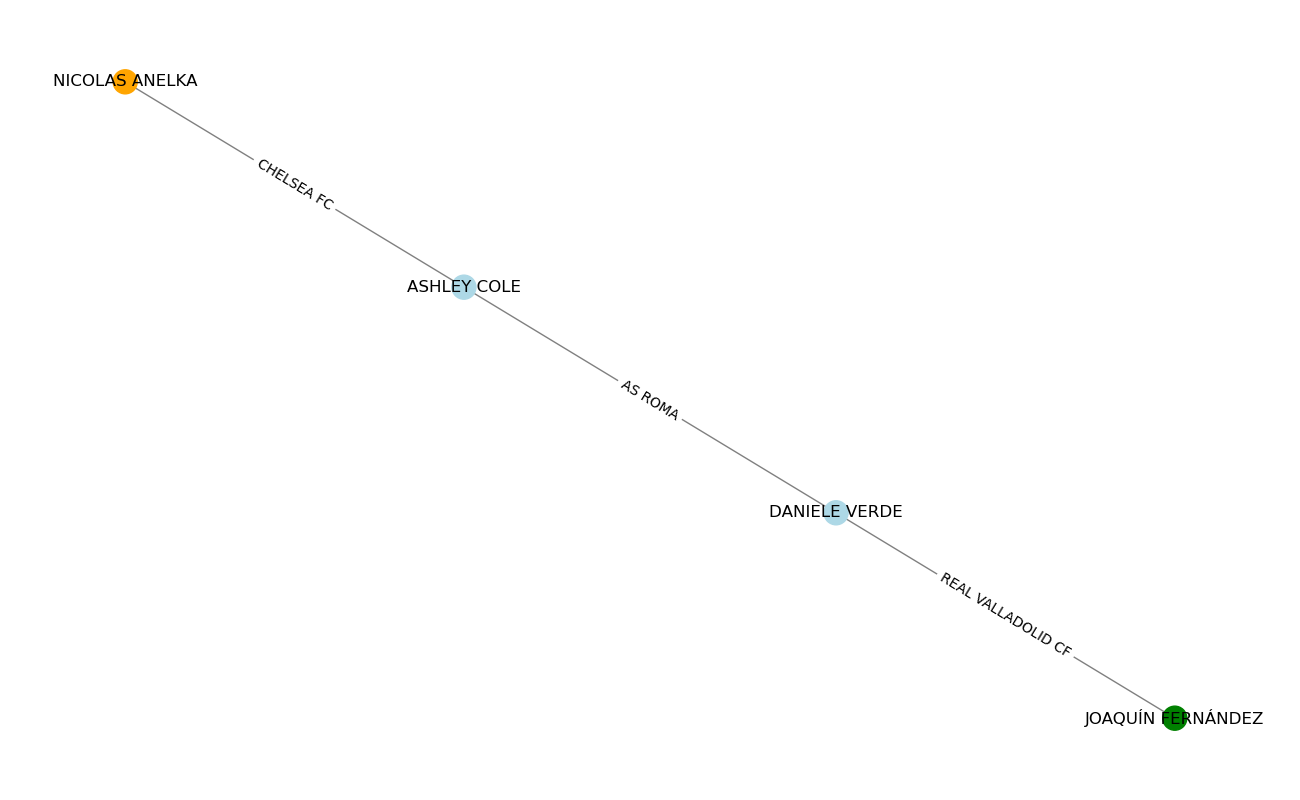 NICOLAS ANELKA
CHELSEA FC
ASHLEY COLE
AS ROMA
DANIELE VERDE
REAL VALLADOLID CF
JOAQUÍN FERNÁNDEZ